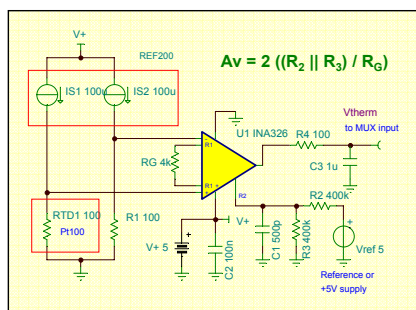 V+
REF200
Av = 2 ((R2 || R3) / RG)
IS1 100u
IS2 100u
Vtherm
to MUX input
U1 INA326
R4 100
R1
RG 4k
C3 1u
R1
R2
R2 400k
RTD1 100
Pt100
R1 100
V+
V+ 5
C2 100n
C1 500p
R3 400k
Vref 5
Reference or
+5V supply